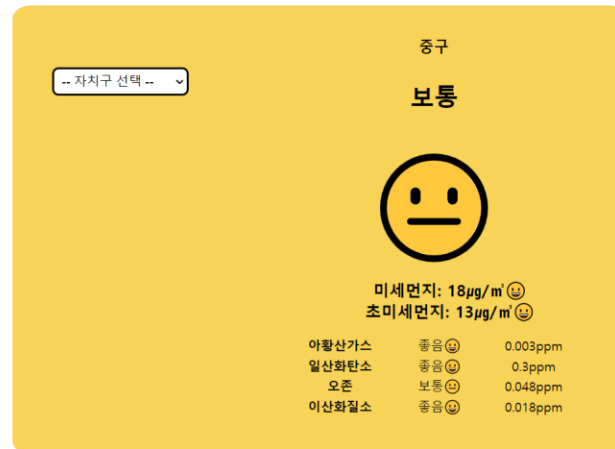 중구
-- 자치구 선택 --
보통
미세먼지: 18㎍/㎥
초미세먼지: 13㎍/㎥
아황산가스 좋음 0.003ppm
일산화탄소 좋음 0.3ppm
오존 보통 0.048ppm
이산화질소 좋음 0.018ppm